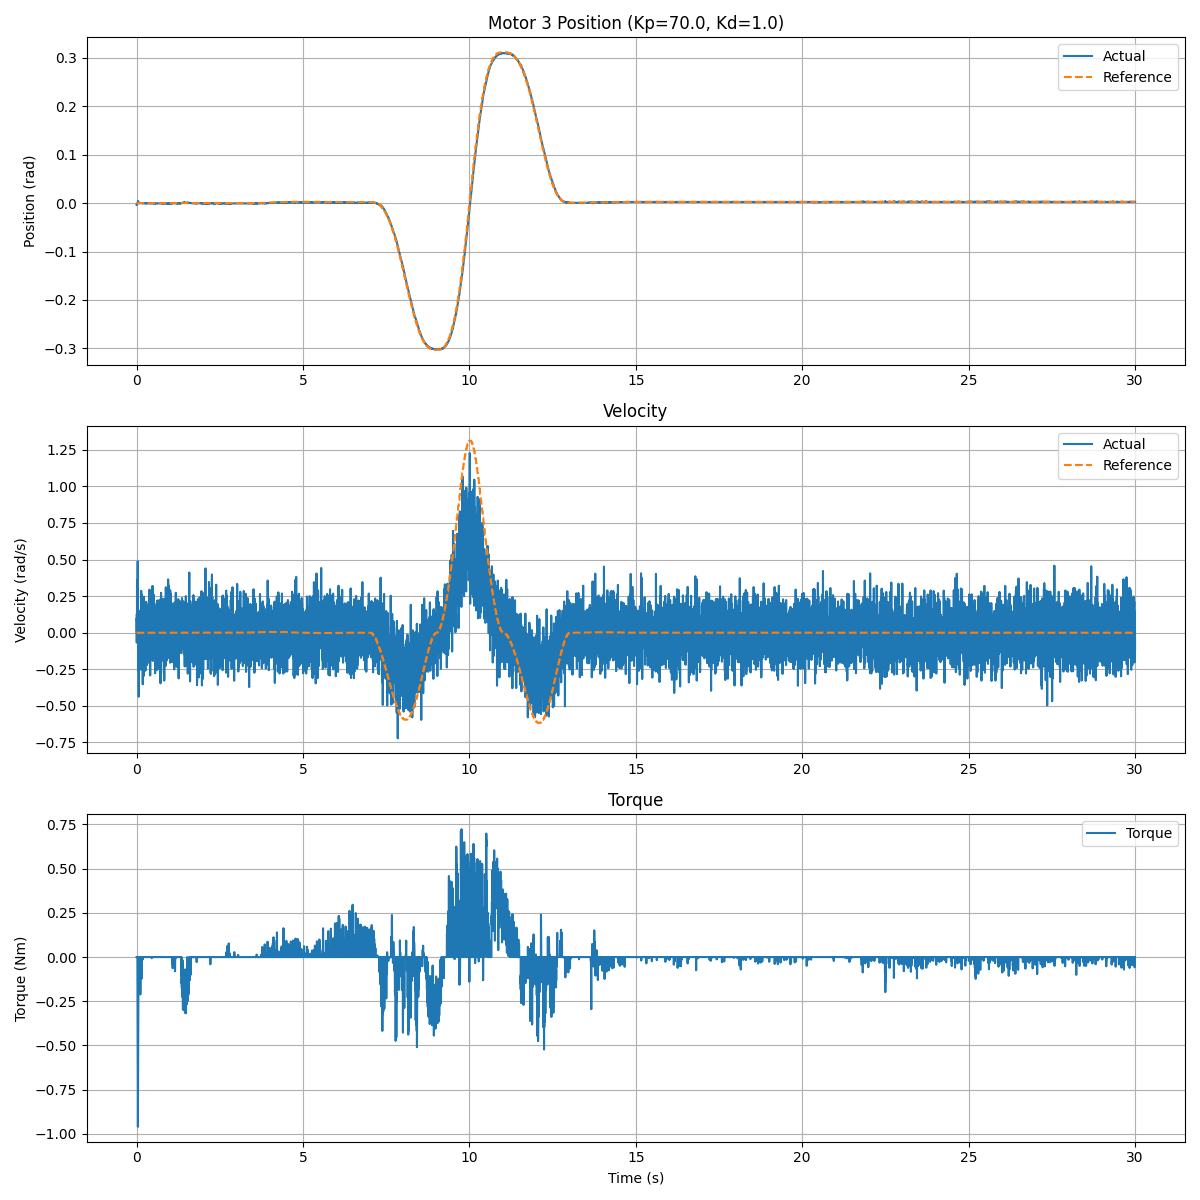 Motor 3 Position (Kp=70.0, Kd=1.0)
Position (rad)
0.3
0.2
0.1
0.0
−0.1
−0.2
−0.3
Actual
Reference
0 5 10 15 20 25 30
Velocity
Velocity (rad/s)
1.25
1.00
0.75
0.50
0.25
0.00
−0.25
−0.50
−0.75
Actual
Reference
0 5 10 15 20 25 30
Torque
Torque (Nm)
0.75
0.50
0.25
0.00
−0.25
−0.50
−0.75
−1.00
Torque
0 5 10 15 20 25 30
Time (s)